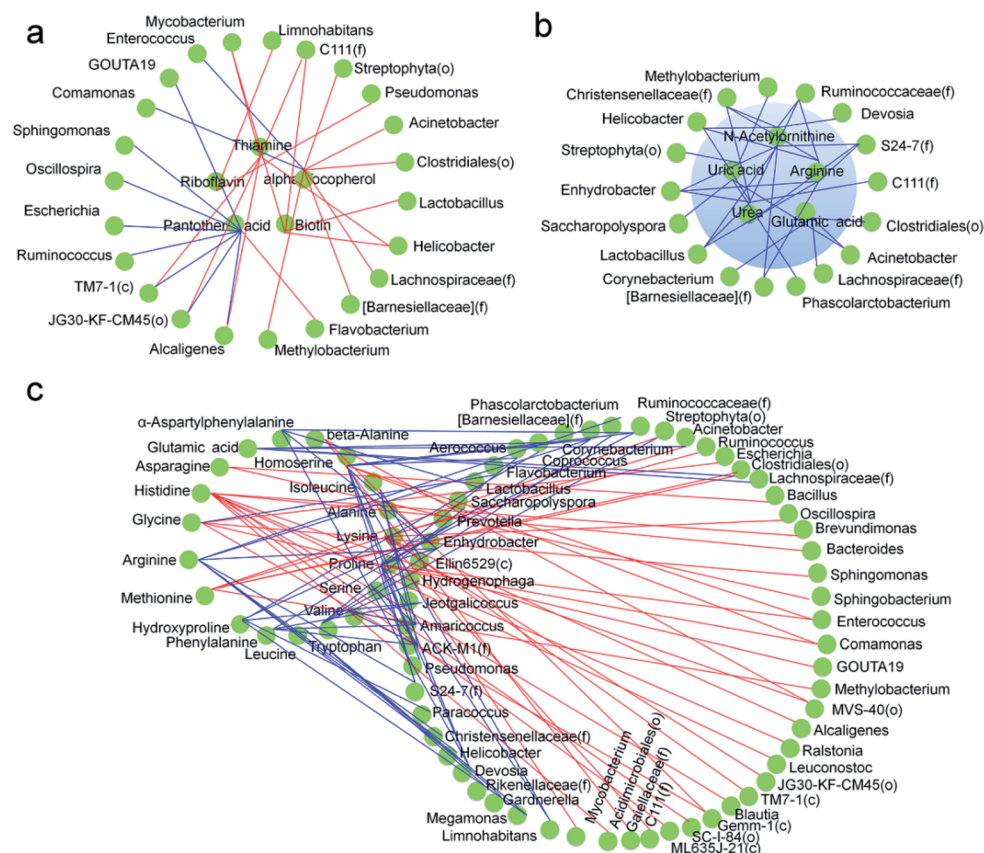 a
Mycobacterium
Limnohabitans
Enterococcus
C111(f)
GOUTA19
Streptophyta(o)
Comamonas
Pseudomonas
Acinetobacter
Sphingomonas
Thiamine
Clostridiales(o)
Oscillospira
Riboflavin
alpha-Tocopherol
Lactobacillus
Escherichia
Pantothenic acid
Biotin
Helicobacter
Ruminococcus
Lachnospiraceae(f)
TM7-1(c)
[Barnesiellaceae](f)
JG30-KF-CM45(o)
Flavobacterium
Alcaligenes
Methylobacterium
b
Methylobacterium
Ruminococcaceae(f)
Christensenellaceae(f)
Devosia
Helicobacter
N-Acetylornithine
S24-7(f)
Streptophyta(o)
Uric acid
Arginine
C111(f)
Enhydrobacter
Urea
Glutamic acid
Saccharopolyspora
Clostridiales(o)
Lactobacillus
Acinetobacter
Corynebacterium
Lachnospiraceae(f)
[Barnesiellaceae](f)
Phascolarctobacterium
c
α-Aspartylphenylalanine
beta-Alanine
Glutamic acid
Homoserine
Asparagine
Isoleucine
Histidine
Alanine
Glycine
Lysine
Arginine
Proline
Methionine
Serine
Valine
Hydroxyproline
Phenylalanine
Leucine
Tryptophan
Phascolarctobacterium
Ruminococcaceae(f)
[Barnesiellaceae](f)
Streptophyta(o)
Acinetobacter
Aerococcus
Corynebacterium
Ruminococcus
Coprococcus
Escherichia
Flavobacterium
Clostridiales(o)
Lactobacillus
Lachnospiraceae(f)
Saccharopolyspora
Bacillus
Prevotella
Oscillospira
Enhydrobacter
Brevundimonas
Ellin6529(c)
Bacteroides
Hydrogenophaga
Sphingomonas
Jeotgalicoccus
Sphingobacterium
Amaricoccus
Enterococcus
ACK-M1(f)
Comamonas
Pseudomonas
GOUTA19
S24-7(f)
Methylobacterium
Paracoccus
MVS-40(o)
Christensenellaceae(f)
Alcaligenes
Helicobacter
Ralstonia
Devosia
Leuconostoc
Rikenellaceae(f)
JG30-KF-CM45(o)
Gardnerella
TM7-1(c)
Megamonas
Blautia
Limnohabitans
Gemm-1(c)
Mycobacterium
Acidimicrobiales(o)
Gaiellaceae(f)
C111(f)
SC-I-84(o)
ML635J-21(c)